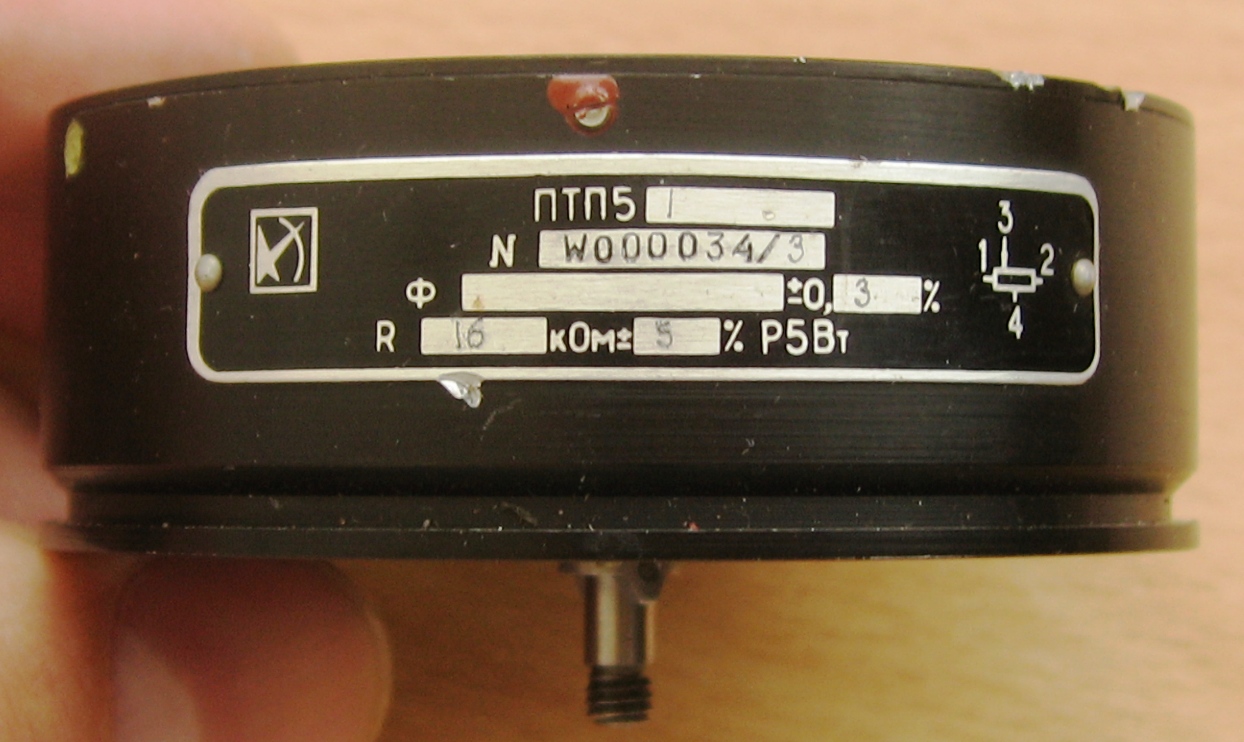 ПТП5 1
N W000034/3
Ф ±0,3 %
R 16 кОм± 5 % Р5Вт
3
1 2
4